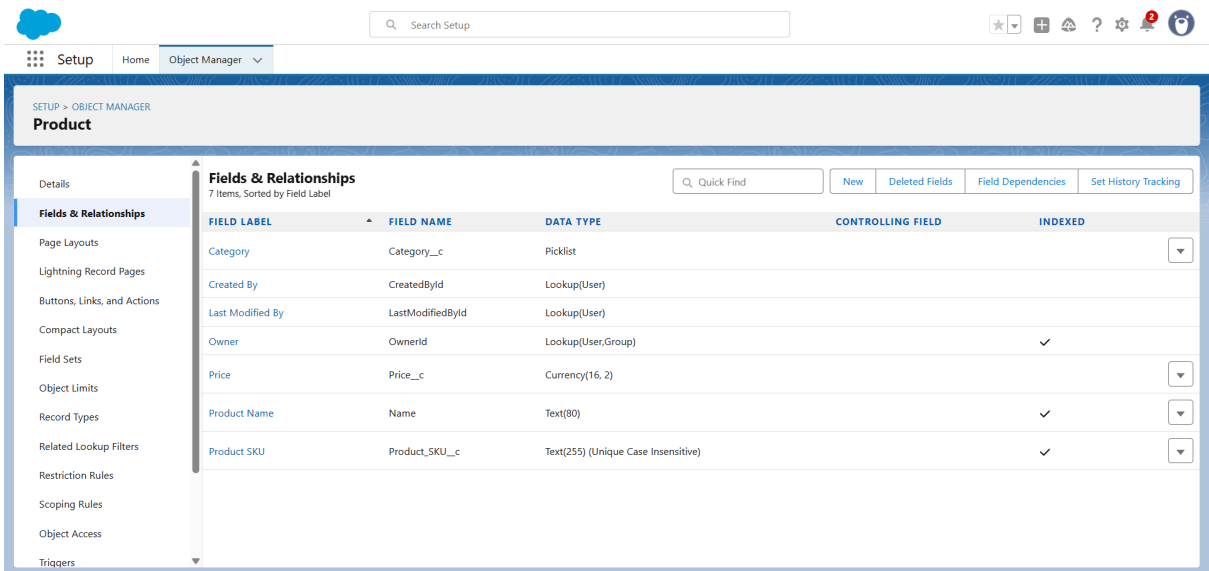 Search Setup
2
Setup Home Object Manager
SETUP > OBJECT MANAGER
Product
Details
Fields & Relationships
Page Layouts
Lightning Record Pages
Buttons, Links, and Actions
Compact Layouts
Field Sets
Object Limits
Record Types
Related Lookup Filters
Restriction Rules
Scoping Rules
Object Access
Triggers
Fields & Relationships
7 Items, Sorted by Field Label
Quick Find New Deleted Fields Field Dependencies Set History Tracking
FIELD LABEL FIELD NAME DATA TYPE CONTROLLING FIELD INDEXED
Category Category__c Picklist
Created By CreatedById Lookup(User)
Last Modified By LastModifiedById Lookup(User)
Owner OwnerId Lookup(User,Group)
Price Price__c Currency(16, 2)
Product Name Name Text(80)
Product SKU Product_SKU__c Text(255) (Unique Case Insensitive)